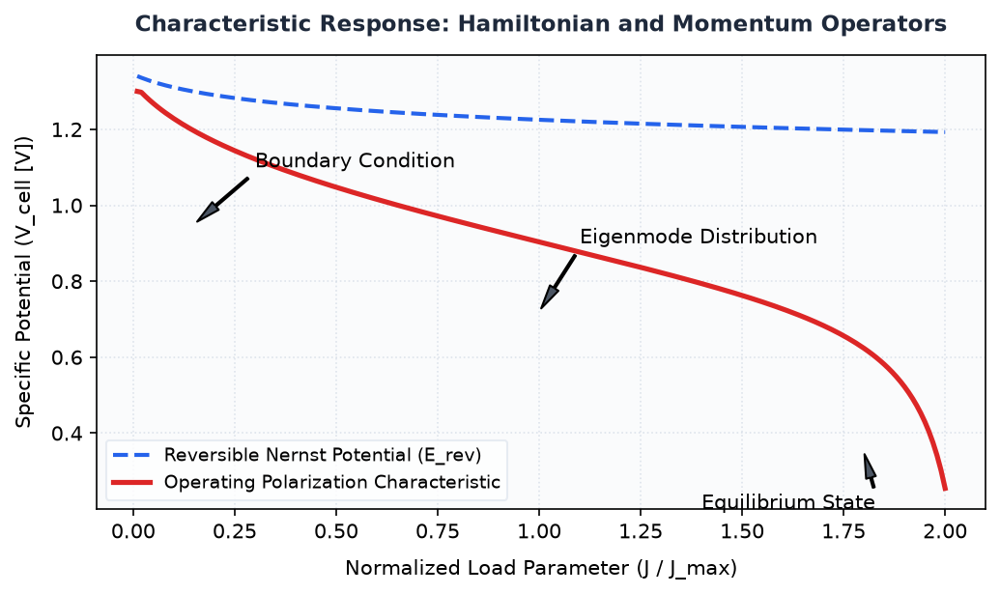 Characteristic Response: Hamiltonian and Momentum Operators
Specific Potential (V_cell [V])
1.2
1.0
0.8
0.6
0.4
Boundary Condition
Eigenmode Distribution
Equilibrium State
Reversible Nernst Potential (E_rev)
Operating Polarization Characteristic
0.00 0.25 0.50 0.75 1.00 1.25 1.50 1.75 2.00
Normalized Load Parameter (J / J_max)